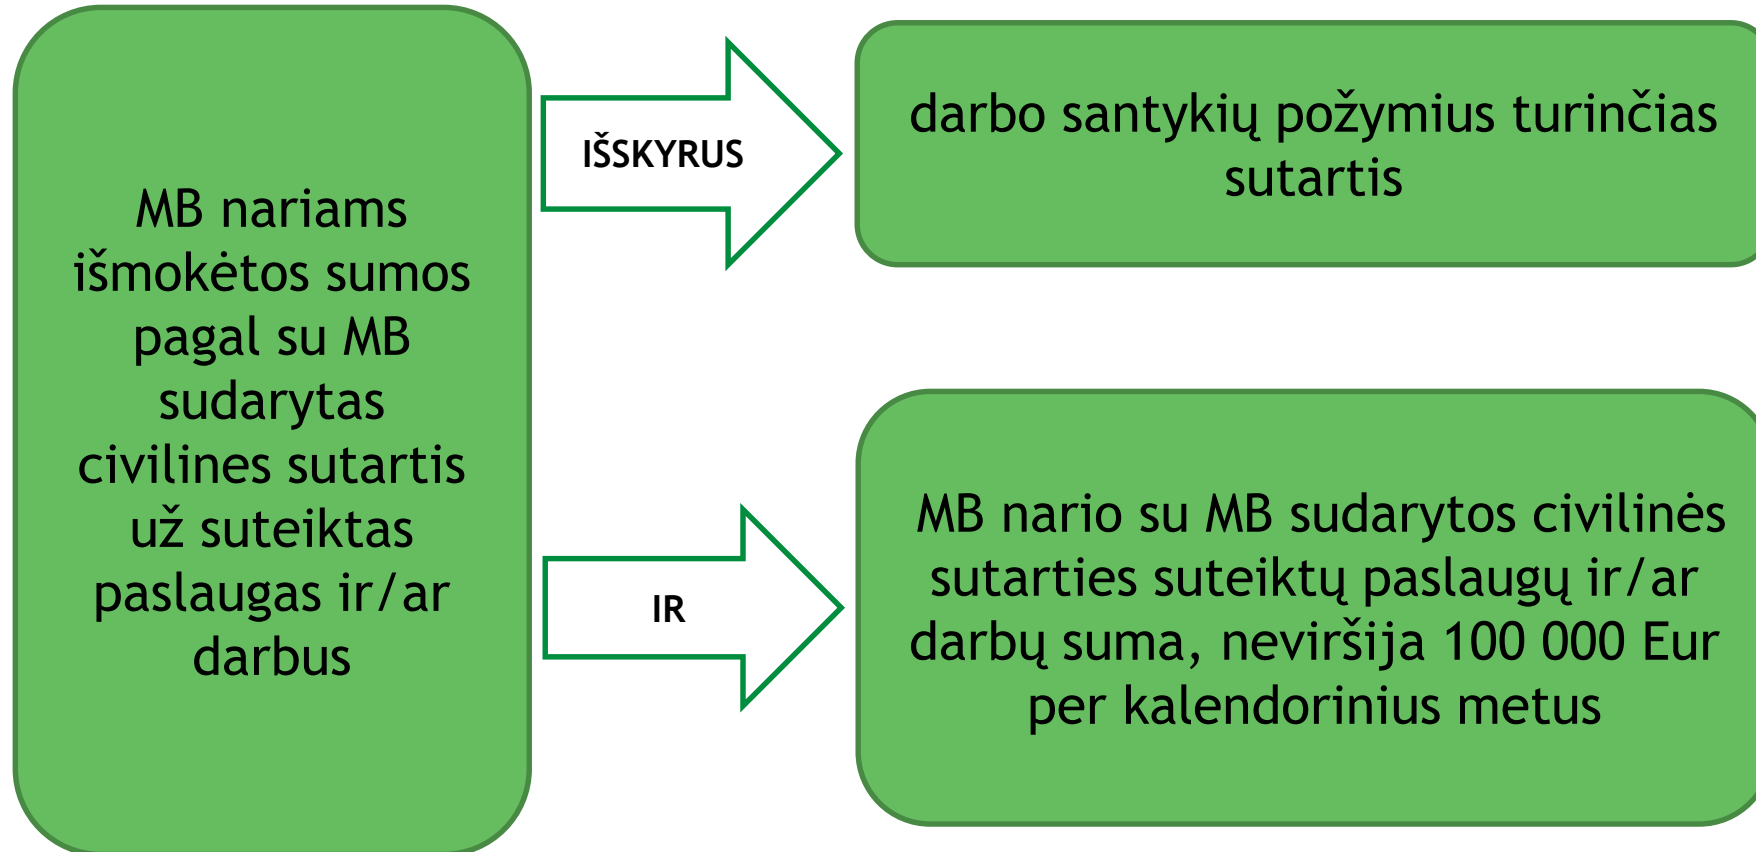 MB nariams
išmokėtos sumos
pagal su MB
sudarytas
civilines sutartis
už suteiktas
paslaugas ir/ar
darbus
IŠSKYRUS
darbo santykių požymius turinčias
sutartis
IR
MB nario su MB sudarytos civilinės
sutarties suteiktų paslaugų ir/ar
darbų suma, neviršija 100 000 Eur
per kalendorinius metus